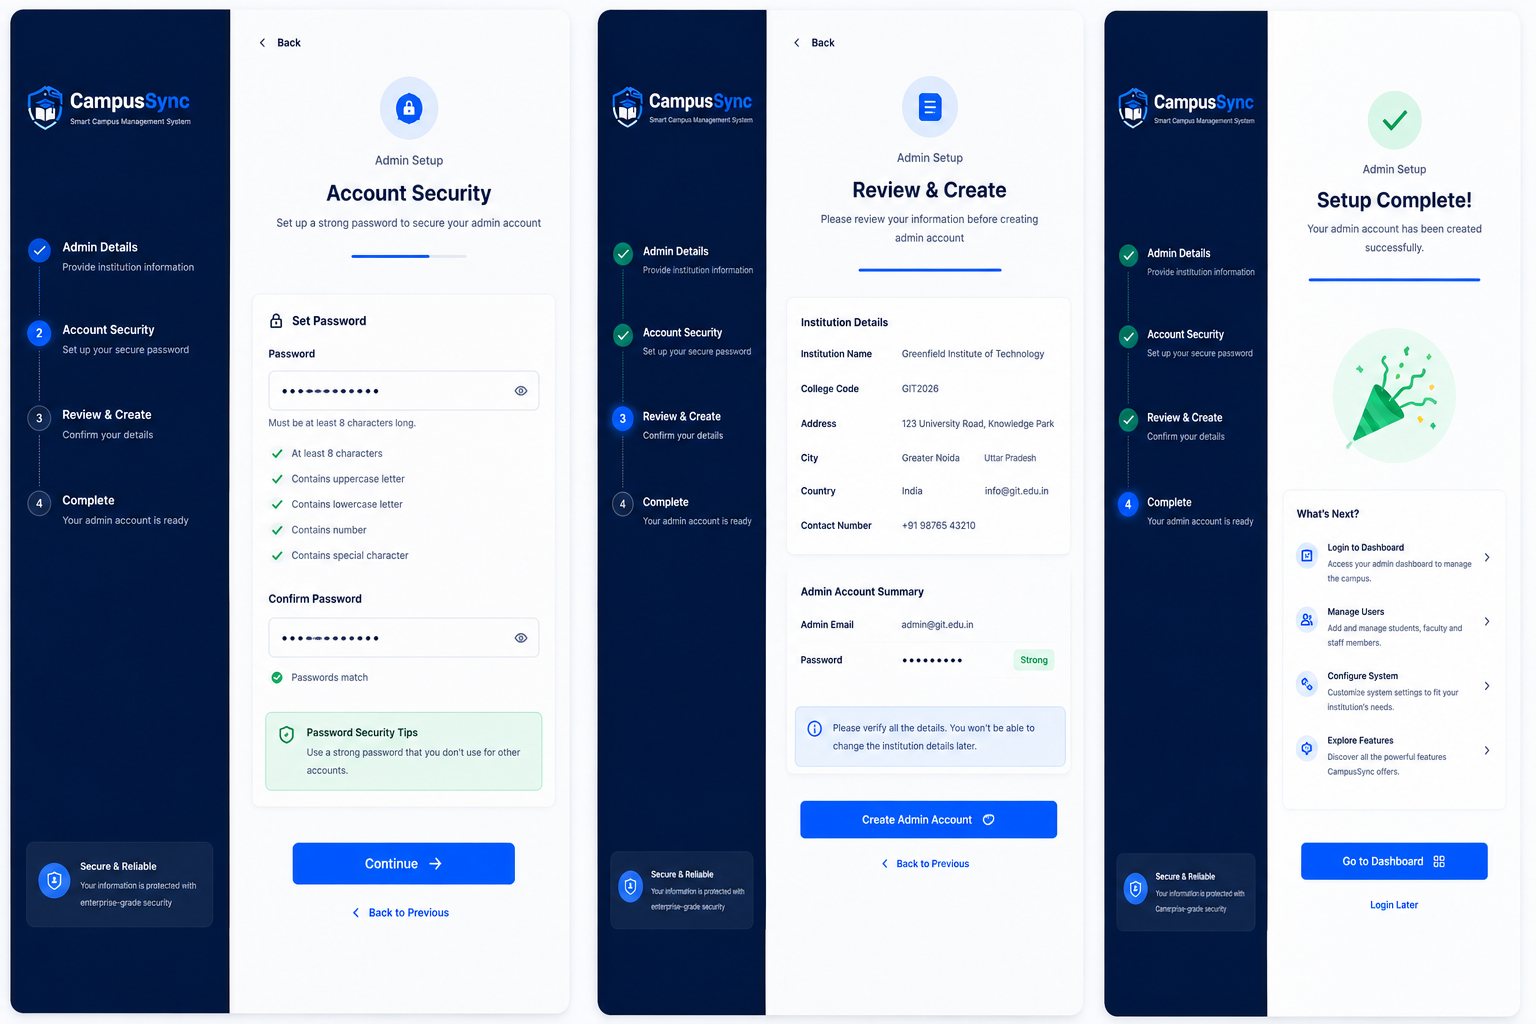 CampusSync
Smart Campus Management System
Admin Details
Provide institution information
2
Account Security
Set up your secure password
3
Review & Create
Confirm your details
4
Complete
Your admin account is ready
Secure & Reliable
Your information is protected with
enterprise-grade security
Back
Admin Setup
Account Security
Set up a strong password to secure your admin account
Set Password
Password
Must be at least 8 characters long.
At least 8 characters
Contains uppercase letter
Contains lowercase letter
Contains number
Contains special character
Confirm Password
Passwords match
Password Security Tips
Use a strong password that you don't use for other
accounts.
Continue
Back to Previous
CampusSync
Smart Campus Management System
Admin Details
Provide institution information
Account Security
Set up your secure password
3
Review & Create
Confirm your details
4
Complete
Your admin account is ready
Secure & Reliable
Your information is protected with
enterprise-grade security
Back
Admin Setup
Review & Create
Please review your information before creating
admin account
Institution Details
Institution Name Greenfield Institute of Technology
College Code GIT2026
Address 123 University Road, Knowledge Park
City Greater Noida Uttar Pradesh
Country India info@git.edu.in
Contact Number +91 98765 43210
Admin Account Summary
Admin Email admin@git.edu.in
Password Strong
Please verify all the details. You won't be able to
change the institution details later.
Create Admin Account
Back to Previous
CampusSync
Smart Campus Management System
Admin Details
Provide institution information
Account Security
Set up your secure password
Review & Create
Confirm your details
4
Complete
Your admin account is ready
Secure & Reliable
Your information is protected with
Camerprise-grade security
Admin Setup
Setup Complete!
Your admin account has been created
successfully.
What's Next?
Login to Dashboard
Access your admin dashboard to manage
the campus.
Manage Users
Add and manage students, faculty and
staff members.
Configure System
Customize system settings to fit your
institution's needs.
Explore Features
Discover all the powerful features
CampusSync offers.
Go to Dashboard
Login Later